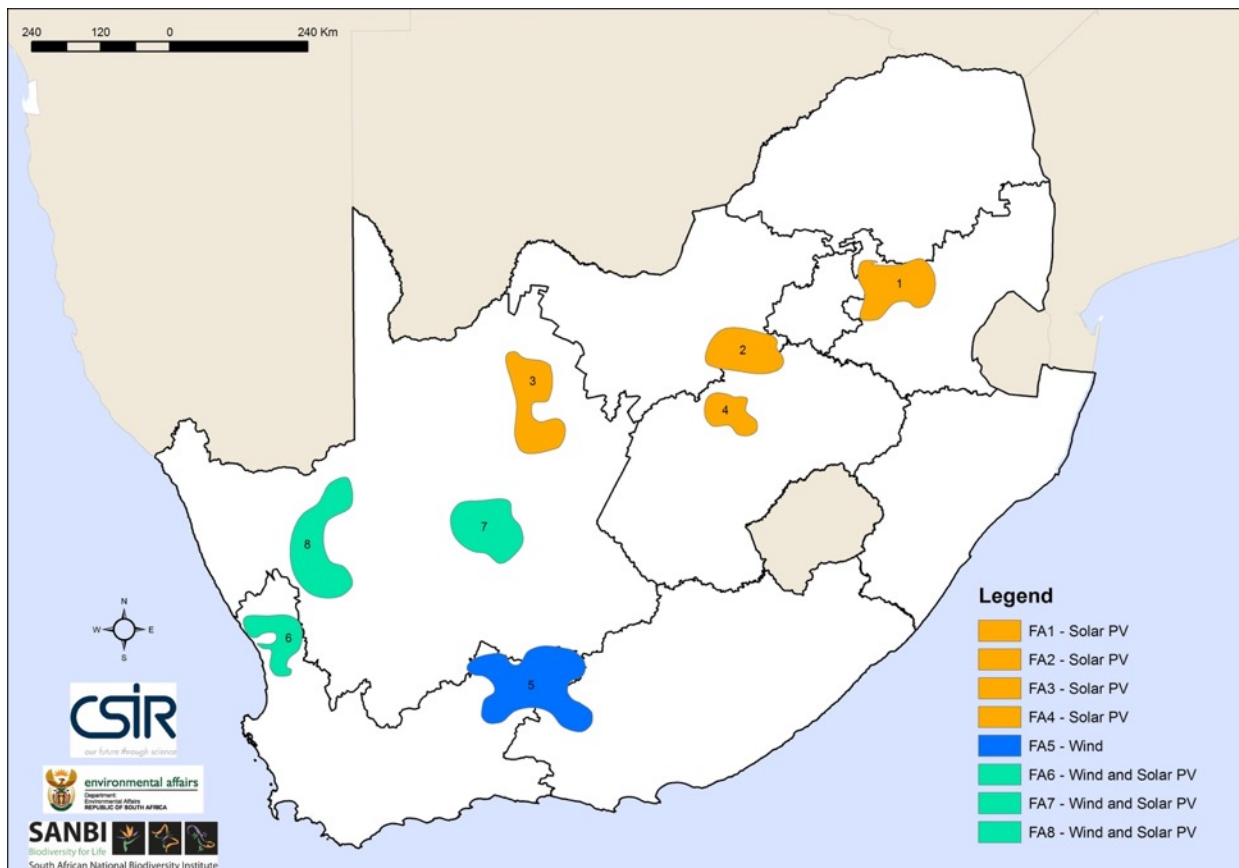 240 120 0 240 Km
1
2
3
4
7
8
6
5
N
W E
S
Legend
FA1 - Solar PV
FA2 - Solar PV
FA3 - Solar PV
FA4 - Solar PV
FA5 - Wind
FA6 - Wind and Solar PV
FA7 - Wind and Solar PV
FA8 - Wind and Solar PV
CSIR
our future through science
environmental affairs
Department:
Environmental Affairs
REPUBLIC OF SOUTH AFRICA
SANBI
Biodiversity for Life
South African National Biodiversity Institute